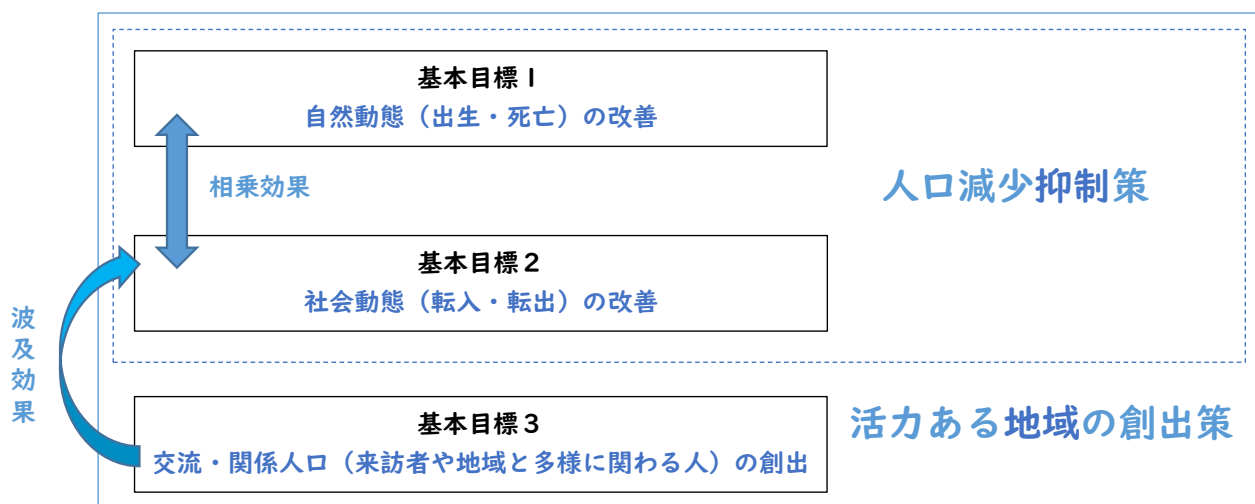 基本目標1
自然動態(出生・死亡)の改善
相乗効果
人口減少抑制策
基本目標2
社会動態(転入・転出)の改善
波及効果
基本目標3
交流・関係人口(来訪者や地域と多様に関わる人)の創出
活力ある地域の創出策